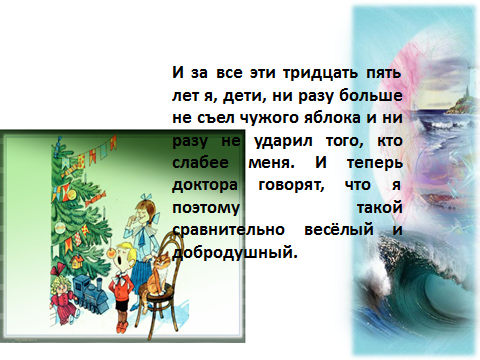 И за все эти тридцать пять
лет я, дети, ни разу больше
не съел чужого яблока и ни
разу не ударил того, кто
слабее меня. И теперь
доктора говорят, что я
поэтому такой
сравнительно весёлый и
добродушный.